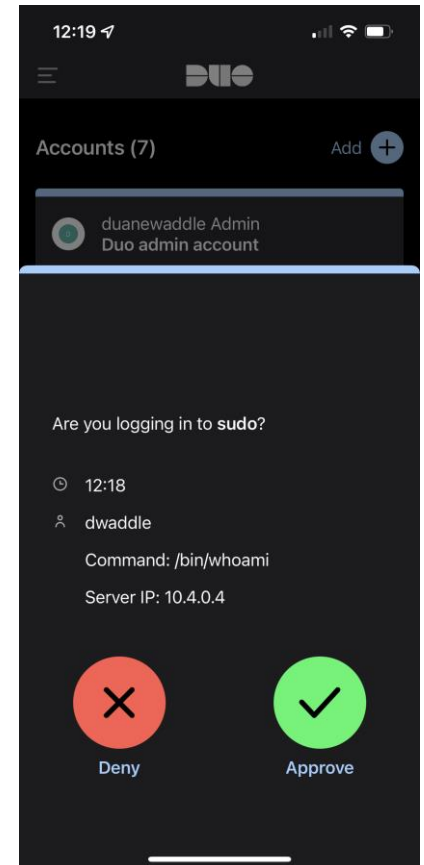 12:19
DUO
Accounts (7)
Add
duanewaddle Admin
Duo admin account
Are you logging in to sudo?
12:18
dwaddle
Command: /bin/whoami
Server IP: 10.4.0.4
Deny
Approve